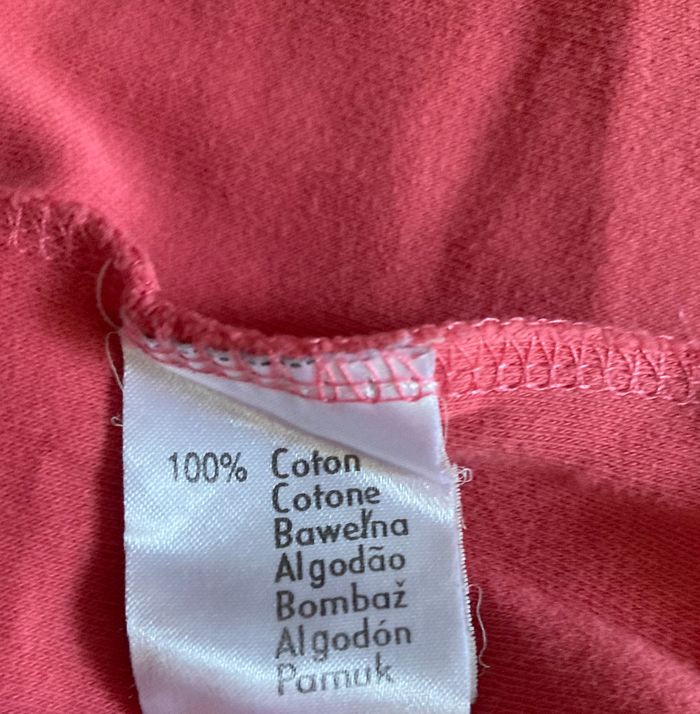 100% Coton
Cotone
Bawełna
Algodão
Bombaž
Algodón
Pamuk